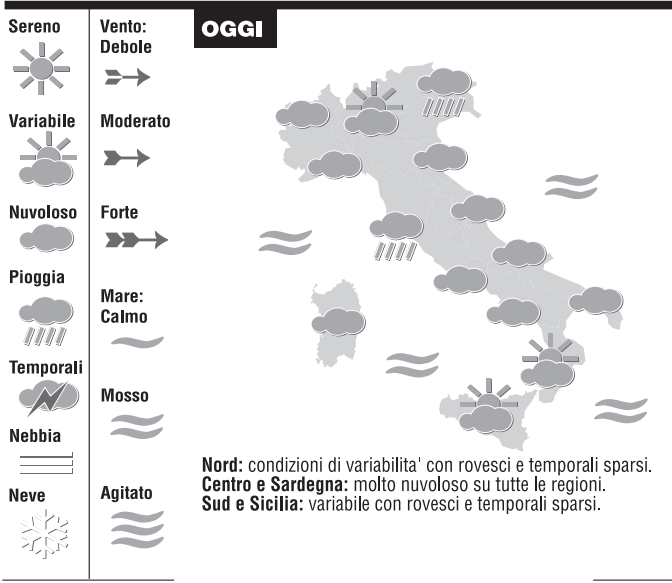 Sereno
Variabile
Nuvoloso
Pioggia
Temporali
Nebbia
Neve
Vento:
Debole
Moderato
Forte
Mare:
Calmo
Mosso
Agitato
OGGI
Nord: condizioni di variabilita' con rovesci e temporali sparsi.
Centro e Sardegna: molto nuvoloso su tutte le regioni.
Sud e Sicilia: variabile con rovesci e temporali sparsi.